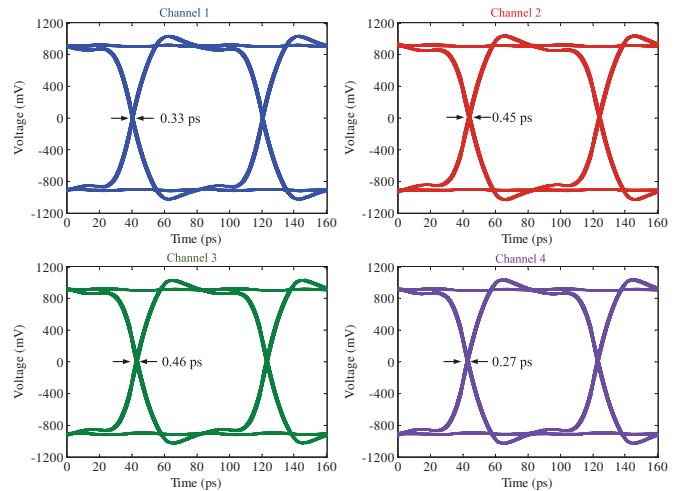 Channel 1
1200
800
400
0
-400
-800
-1200
Voltage (mV)
0.33 ps
0 20 40 60 80 100 120 140 160
Time (ps)
Channel 2
1200
800
400
0
-400
-800
-1200
Voltage (mV)
0.45 ps
0 20 40 60 80 100 120 140 160
Time (ps)
Channel 3
1200
800
400
0
-400
-800
-1200
Voltage (mV)
0.46 ps
0 20 40 60 80 100 120 140 160
Time (ps)
Channel 4
1200
800
400
0
-400
-800
-1200
Voltage (mV)
0.27 ps
0 20 40 60 80 100 120 140 160
Time (ps)